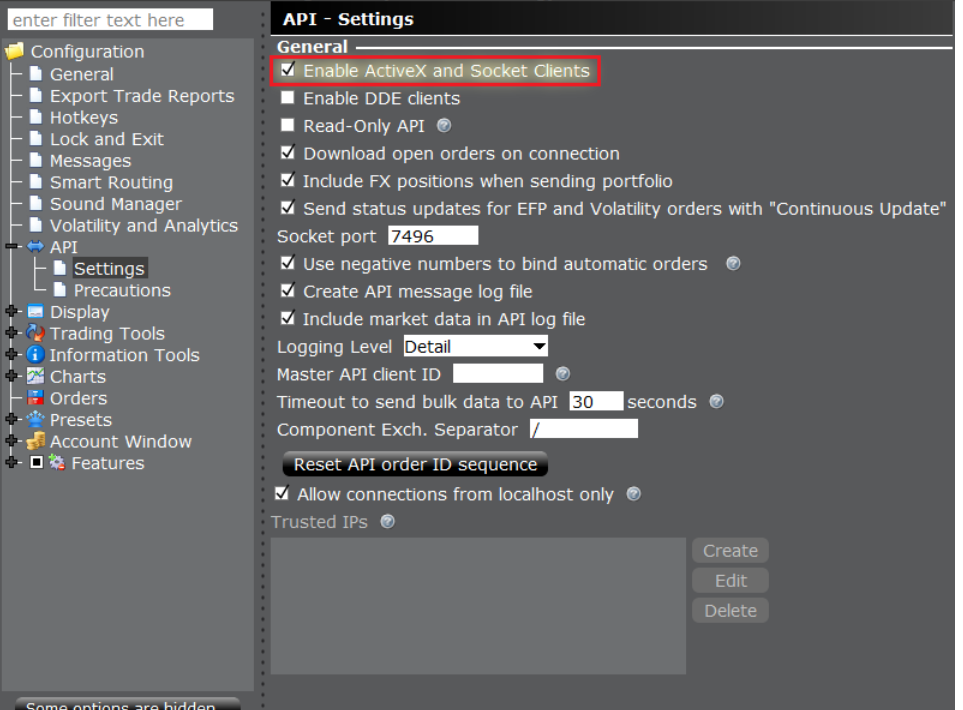 enter filter text here
Configuration
General
Export Trade Reports
Hotkeys
Lock and Exit
Messages
Smart Routing
Sound Manager
Volatility and Analytics
API
Settings
Precautions
Display
Trading Tools
Information Tools
Charts
Orders
Presets
Account Window
Features
Some options are hidden
API - Settings
General
Enable ActiveX and Socket Clients
Enable DDE clients
Read-Only API
Download open orders on connection
Include FX positions when sending portfolio
Send status updates for EFP and Volatility orders with "Continuous Update"
Socket port 7496
Use negative numbers to bind automatic orders
Create API message log file
Include market data in API log file
Logging Level Detail
Master API client ID
Timeout to send bulk data to API 30 seconds
Component Exch. Separator /
Reset API order ID sequence
Allow connections from localhost only
Trusted IPs
Create
Edit
Delete